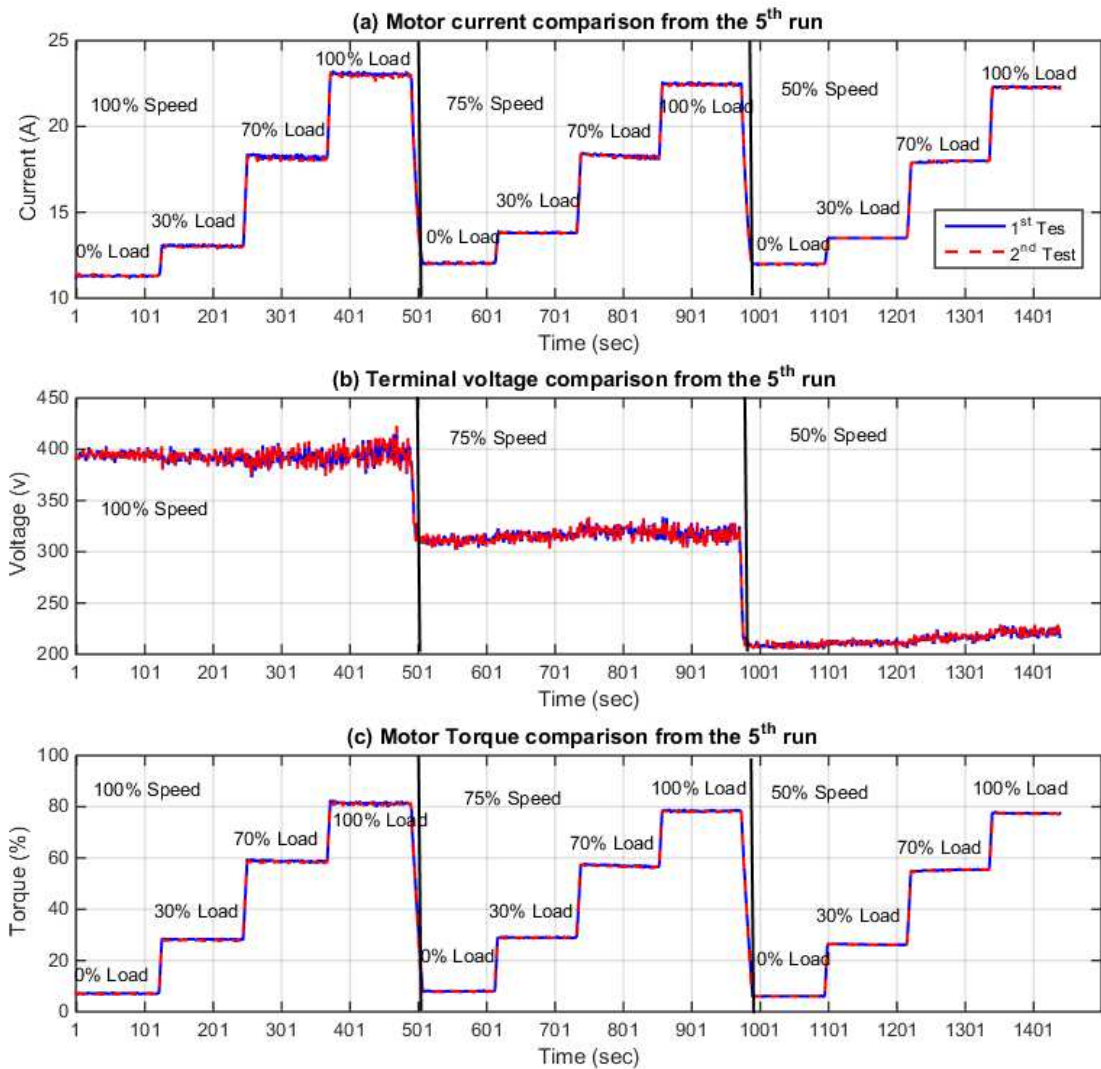 (a) Motor current comparison from the 5th run
25
20
15
10
Current (A)
100% Speed
75% Speed
50% Speed
0% Load
30% Load
70% Load
100% Load
0% Load
30% Load
70% Load
100% Load
0% Load
30% Load
70% Load
100% Load
1st Tes
2nd Test
1 101 201 301 401 501 601 701 801 901 1001 1101 1201 1301 1401
Time (sec)
(b) Terminal voltage comparison from the 5th run
450
400
350
300
250
200
Voltage (v)
100% Speed
75% Speed
50% Speed
1 101 201 301 401 501 601 701 801 901 1001 1101 1201 1301 1401
Time (sec)
(c) Motor Torque comparison from the 5th run
100
80
60
40
20
0
Torque (%)
100% Speed
75% Speed
50% Speed
0% Load
30% Load
70% Load
100% Load
0% Load
30% Load
70% Load
100% Load
0% Load
30% Load
70% Load
100% Load
1 101 201 301 401 501 601 701 801 901 1001 1101 1201 1301 1401
Time (sec)